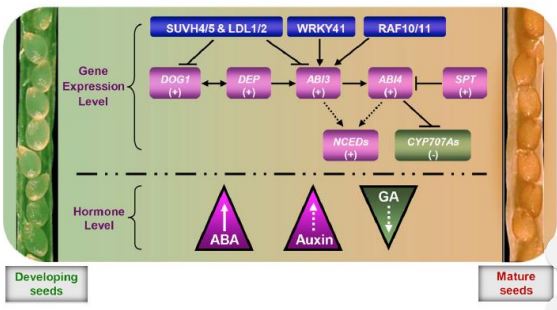 SUVH4/5 & LDL1/2
WRKY41
RAF10/11
Gene
Expression
Level
DOG1
(+)
DEP
(+)
ABI3
(+)
ABI4
(+)
SPT
(+)
NCEDs
(+)
CYP707As
(-)
Hormone
Level
ABA
Auxin
GA
Developing
seeds
Mature
seeds